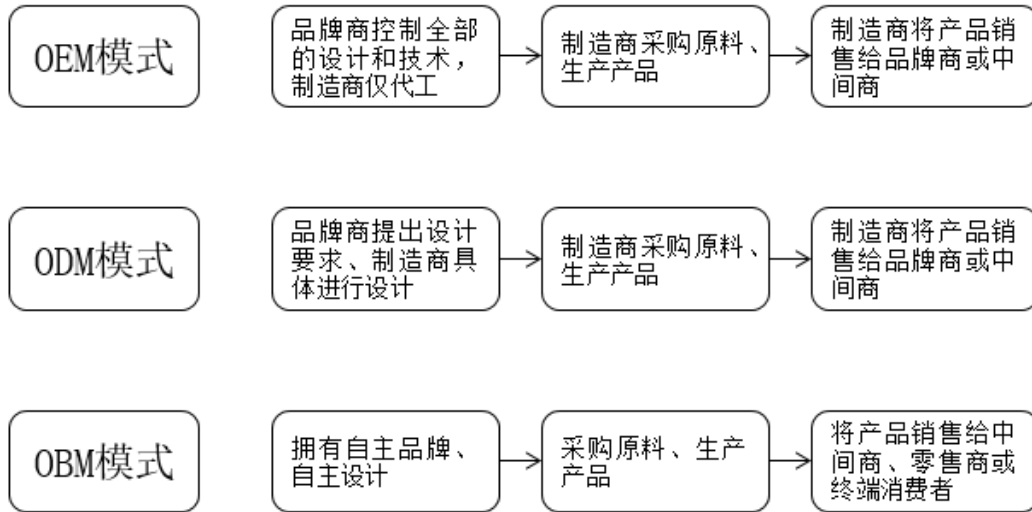 OEM模式
品牌商控制全部
的设计和技术，
制造商仅代工
制造商采购原料、
生产产品
制造商将产品销
售给品牌商或中
间商
ODM模式
品牌商提出设计
要求、制造商具
体进行设计
制造商采购原料、
生产产品
制造商将产品销
售给品牌商或中
间商
OBM模式
拥有自主品牌、
自主设计
采购原料、生产
产品
将产品销售给中
间商、零售商或
终端消费者